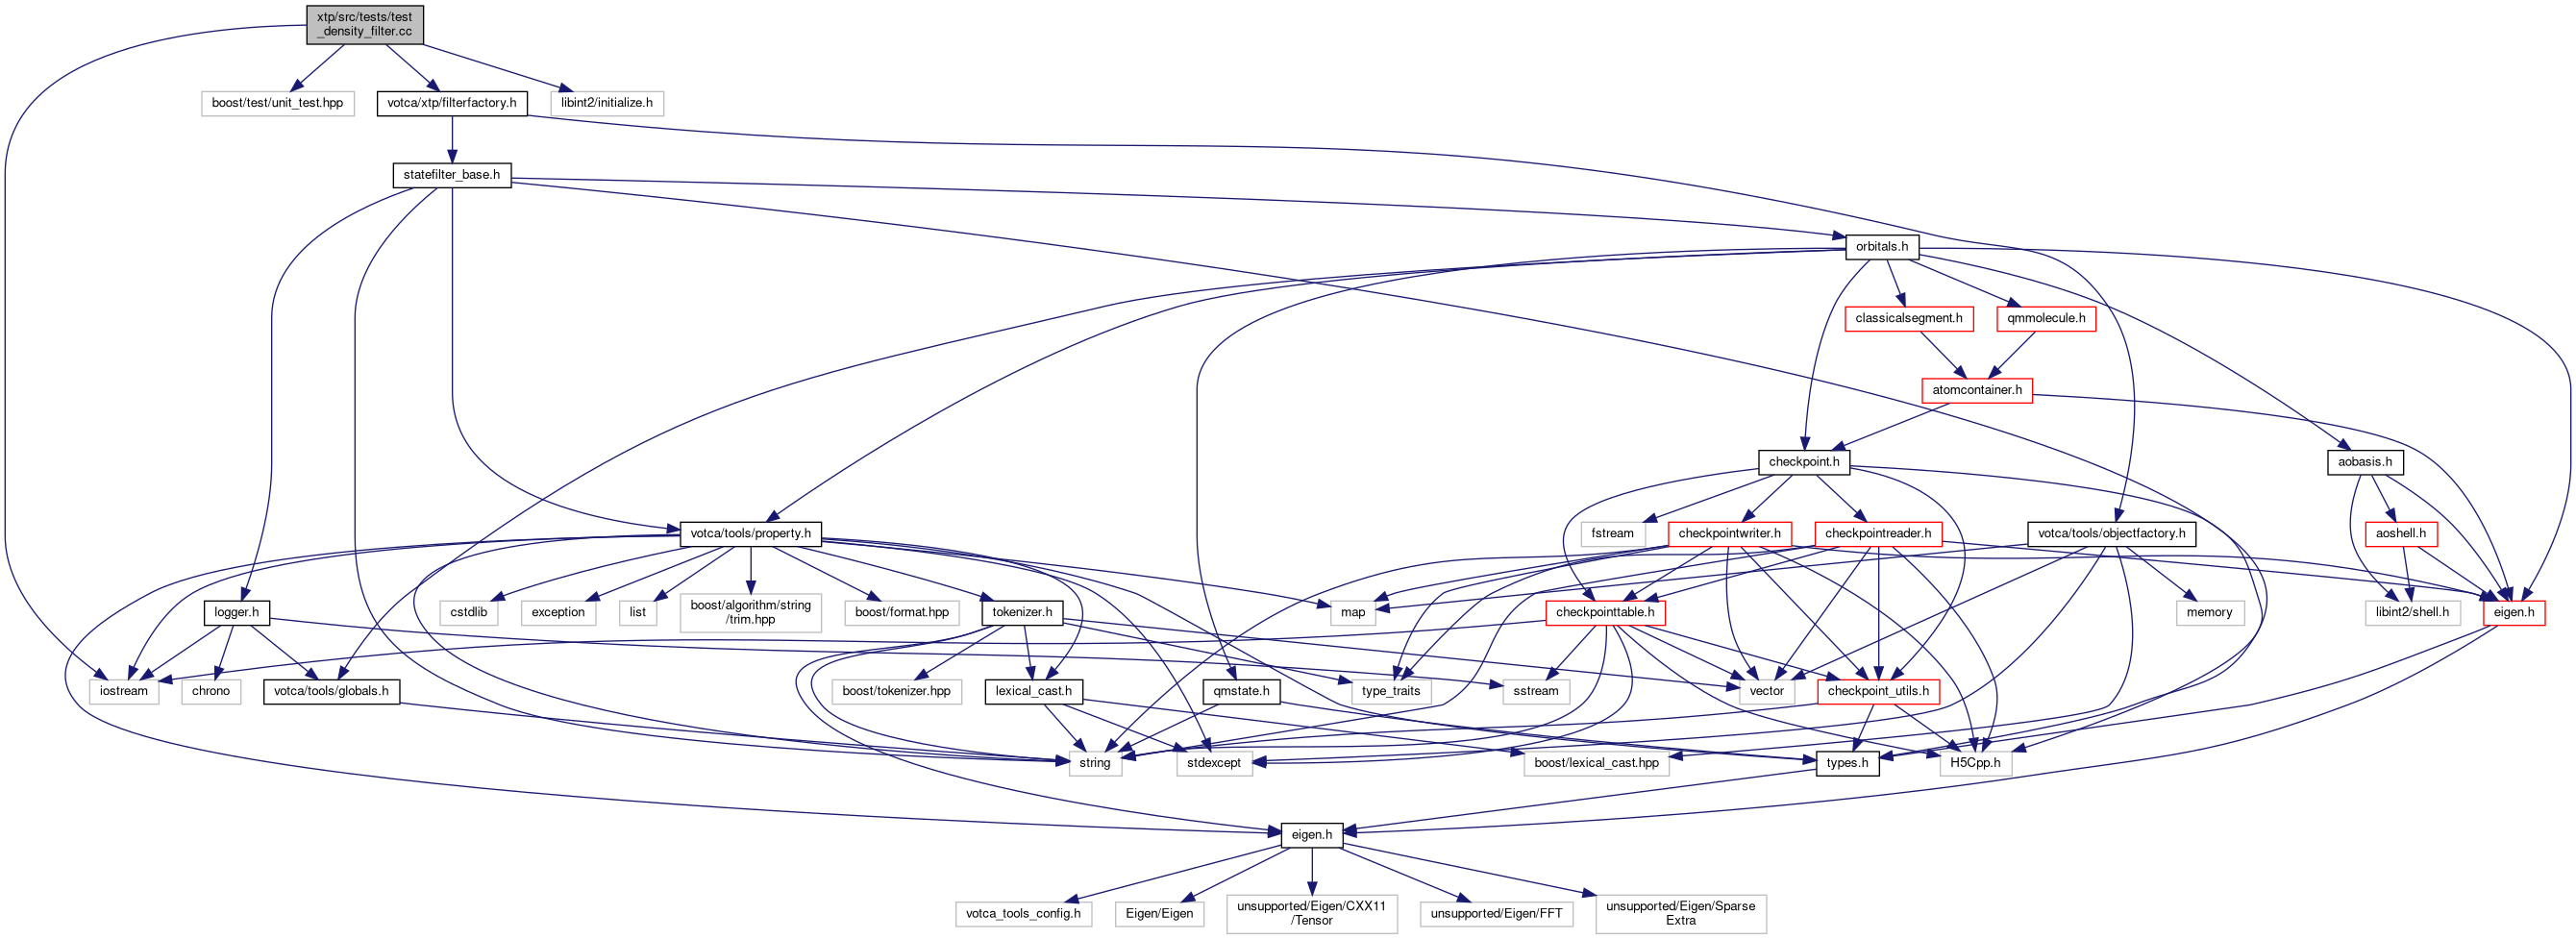 xtp/src/tests/test
_density_filter.cc
boost/test/unit_test.hpp
votca/xtp/filterfactory.h
libint2/initialize.h
statefilter_base.h
orbitals.h
classicalsegment.h
qmmolecule.h
atomcontainer.h
checkpoint.h
aobasis.h
votca/tools/property.h
fstream
checkpointwriter.h
checkpointreader.h
votca/tools/objectfactory.h
aoshell.h
logger.h
cstdlib
exception
list
boost/algorithm/string
/trim.hpp
boost/format.hpp
tokenizer.h
map
checkpointtable.h
memory
libint2/shell.h
eigen.h
iostream
chrono
votca/tools/globals.h
boost/tokenizer.hpp
lexical_cast.h
sstream
qmstate.h
type_traits
vector
checkpoint_utils.h
string
stdexcept
boost/lexical_cast.hpp
types.h
H5Cpp.h
eigen.h
votca_tools_config.h
Eigen/Eigen
unsupported/Eigen/CXX11
/Tensor
unsupported/Eigen/FFT
unsupported/Eigen/Sparse
Extra